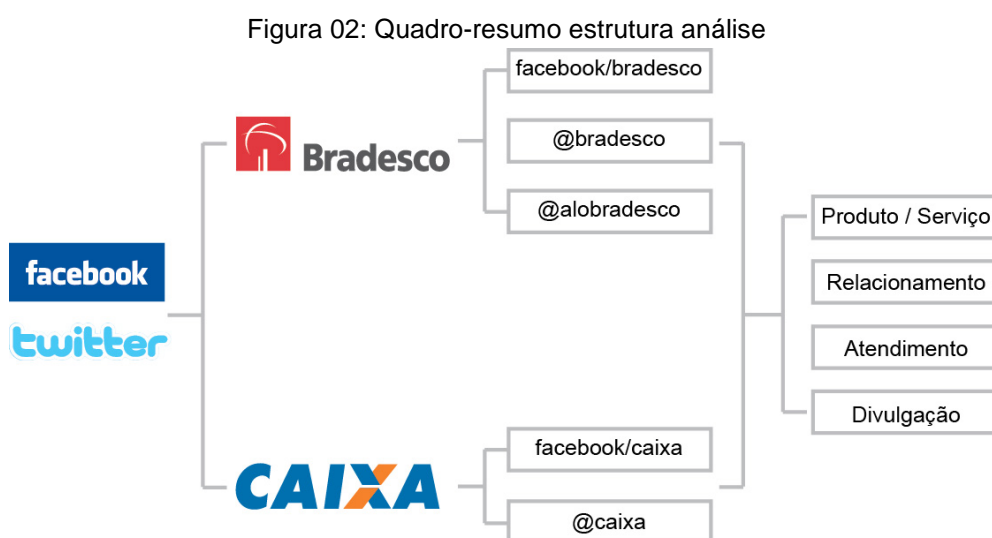 Figura 02: Quadro-resumo estrutura análise
facebook
twitter
Bradesco
facebook/bradesco
@bradesco
@alobradesco
CAIXA
facebook/caixa
@caixa
Produto / Serviço
Relacionamento
Atendimento
Divulgação